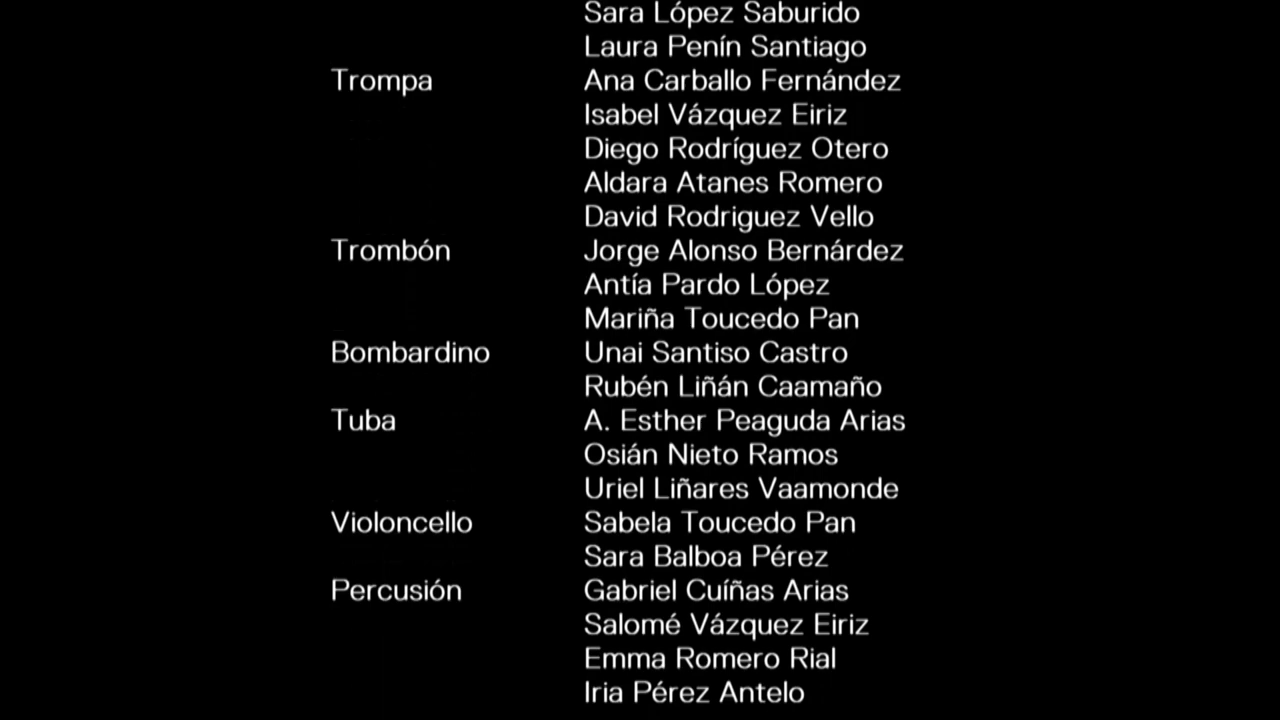 Sara López Saburido
Laura Penín Santiago
Trompa Ana Carballo Fernández
Isabel Vázquez Eiriz
Diego Rodríguez Otero
Aldara Atanes Romero
David Rodriguez Vello
Trombón Jorge Alonso Bernárdez
Antía Pardo López
Mariña Toucedo Pan
Bombardino Unai Santiso Castro
Rubén Liñán Caamaño
Tuba A. Esther Peaguda Arias
Osián Nieto Ramos
Uriel Liñares Vaamonde
Violoncello Sabela Toucedo Pan
Sara Balboa Pérez
Percusión Gabriel Cuíñas Arias
Salomé Vázquez Eiriz
Emma Romero Rial
Iria Pérez Antelo